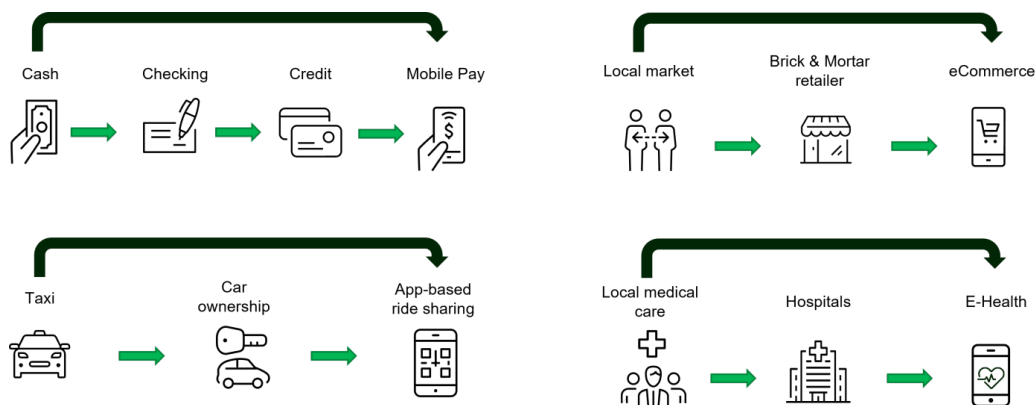 Cash
Checking
Credit
Mobile Pay
$
Local market
Brick & Mortar
retailer
eCommerce
Taxi
Car
ownership
App-based
ride sharing
Local medical
care
Hospitals
E-Health